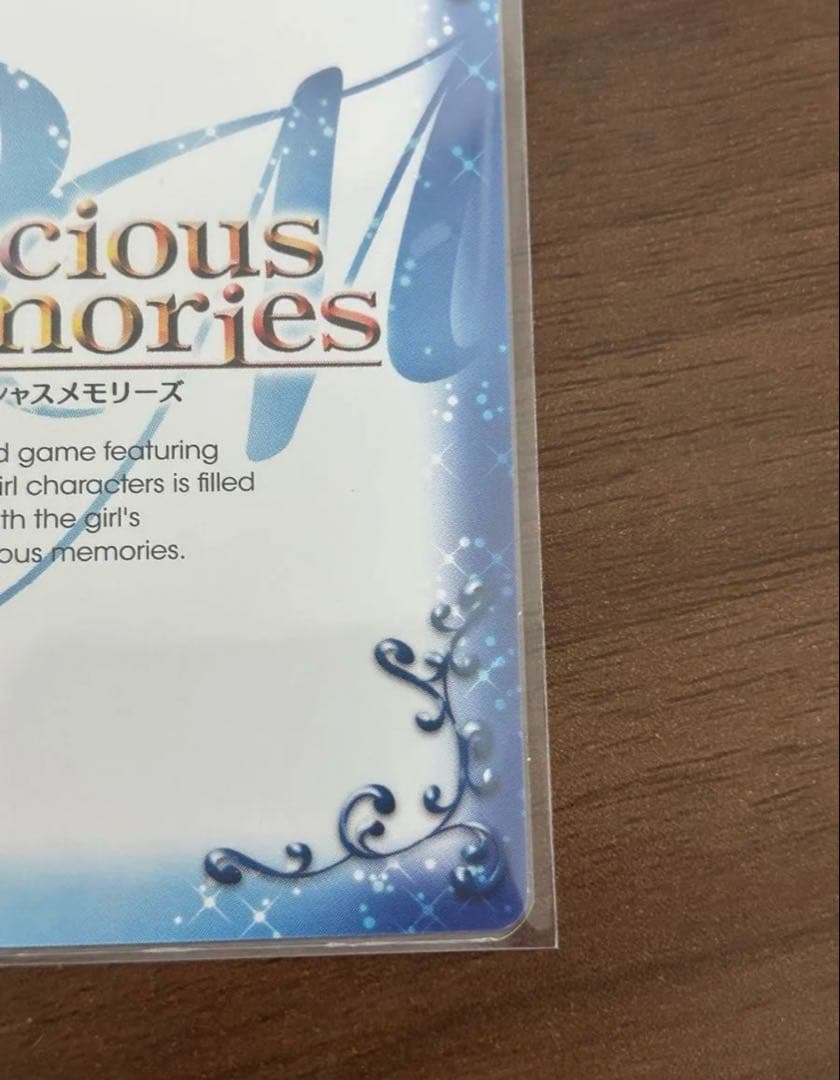 cious
mories
シャスメモリーズ
d game featuring
irl characters is filled
th the girl's
ous memories.